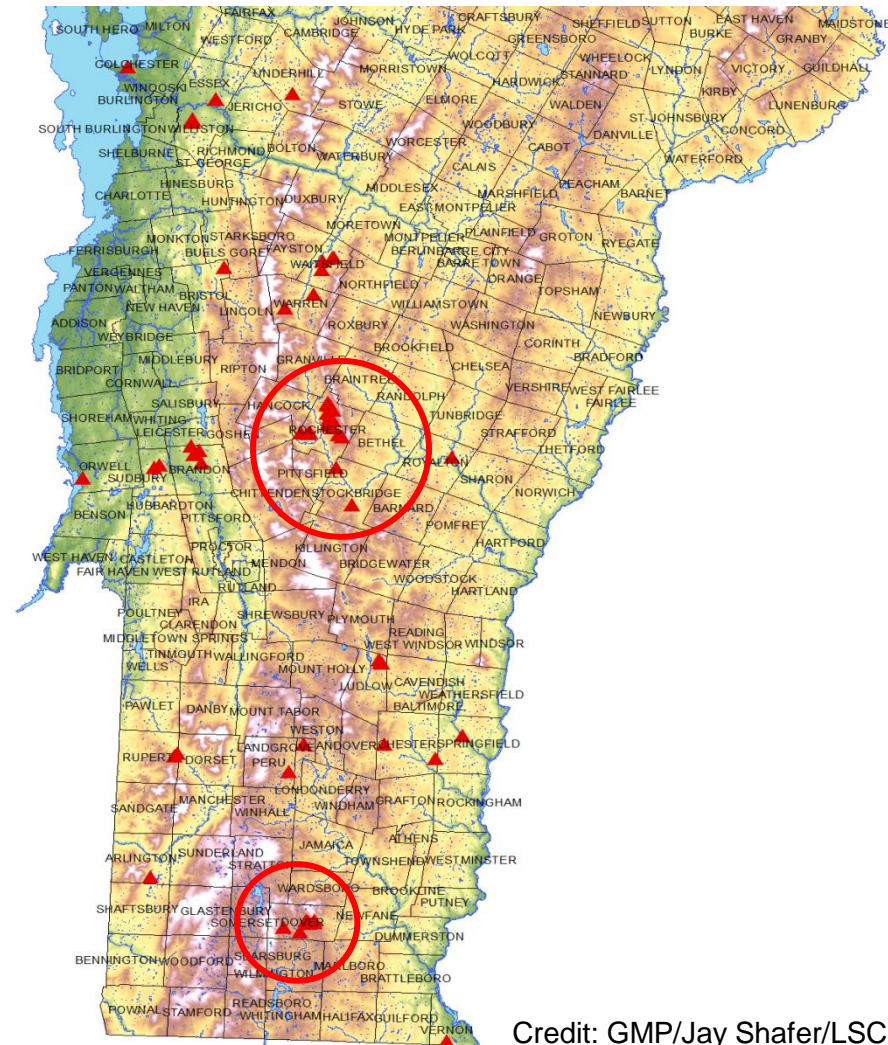 FAIRFAX
SOUTH HERO MILTON WESTFORD CAMBRIDGE JOHNSON HYDE PARK CRAFTSBURY GREENSBORO SHEFFIELD SUTTON BURKE EAST HAVEN GRANBY MAIDSTONE
COLCHESTER UNDERHILL MORRISTOWN WOLCOTT HARDWICK STANNARD WHEELOCK LYNDON VICTORY GUILDHALL
WINOOSKI ESSEX JERICHO STOWE ELMORE WALDEN KIRBY LUNENBURG
BURLINGTON WOODBURY ST. JOHNSBURY CONCORD
SOUTH BURLINGTON WILLISTON BOLTON WORCESTER CABOT DANVILLE WATERFORD
SHELBURNE RICHMOND ST. GEORGE WATERBURY CALAIS
HINESBURG HUNTINGTON DUXBURY MIDDLESEX MARSHFIELD PEACHAM BARNET
CHARLOTTE EAST MONTPELIER
MONKTON STARKSBORO FAYSTON MORETOWN MONTPELIER PLAINFIELD GROTON RYEGATE
FERRISBURGH BUELS GORE WAITSFIELD BERLIN BARRE CITY BARRE TOWN
VERGENNES ORANGE
PANTON WALTHAM BRISTOL NORTHFIELD TOPSHAM
NEW HAVEN LINCOLN WARREN WILLIAMSTOWN NEWBURY
ADDISON WEYBRIDGE ROXBURY WASHINGTON
BROOKFIELD CORINTH BRADFORD
BRIDPORT MIDDLEBURY RIPTON GRANVILLE CHELSEA
CORNWALL BRAINTREE VERSHIRE WEST FAIRLEE
SALISBURY HANCOCK RANDOLPH FAIRLEE
SHOREHAM WHITING TUNBRIDGE
LEICESTER GOSHEN ROCHESTER BETHEL STRAFFORD
ORWELL SUDBURY BRANDON PITTSFIELD ROYALTON THETFORD
SHARON
BENSON HUBBARDTON CHITTENDEN STOCKBRIDGE BARNARD NORWICH
PITTSFORD POMFRET
WEST HAVEN CASTLETON PROCTOR KILLINGTON HARTFORD
FAIR HAVEN WEST RUTLAND MENDON BRIDGEWATER
RUTLAND WOODSTOCK HARTLAND
POULTNEY IRA SHREWSBURY PLYMOUTH
CLARENDON READING
MIDDLETOWN SPRINGS WEST WINDSOR WINDSOR
TINMOUTH WALLINGFORD MOUNT HOLLY
WELLS LUDLOW CAVENDISH
WEATHERSFIELD
PAWLET DANBY MOUNT TABOR BALTIMORE
WESTON
RUPERT DORSET LANDGROVE ANDOVER CHESTER SPRINGFIELD
PERU
LONDONDERRY
SANDGATE MANCHESTER WINHALL WINDHAM GRAFTON ROCKINGHAM
ARLINGTON SUNDERLAND STRATTON JAMAICA ATHENS
TOWNSHEND WESTMINSTER
WARDSBORO BROOKLINE
SHAFTSBURY GLASTENBURY PUTNEY
SOMERSET DOVER NEWFANE
DUMMERSTON
BENNINGTON WOODFORD SEARSBURG MARLBORO
WILMINGTON BRATTLEBORO
POWNAL STAMFORD READSBORO
WHITINGHAM HALIFAX GUILFORD
VERNON
Credit: GMP/Jay Shafer/LSC